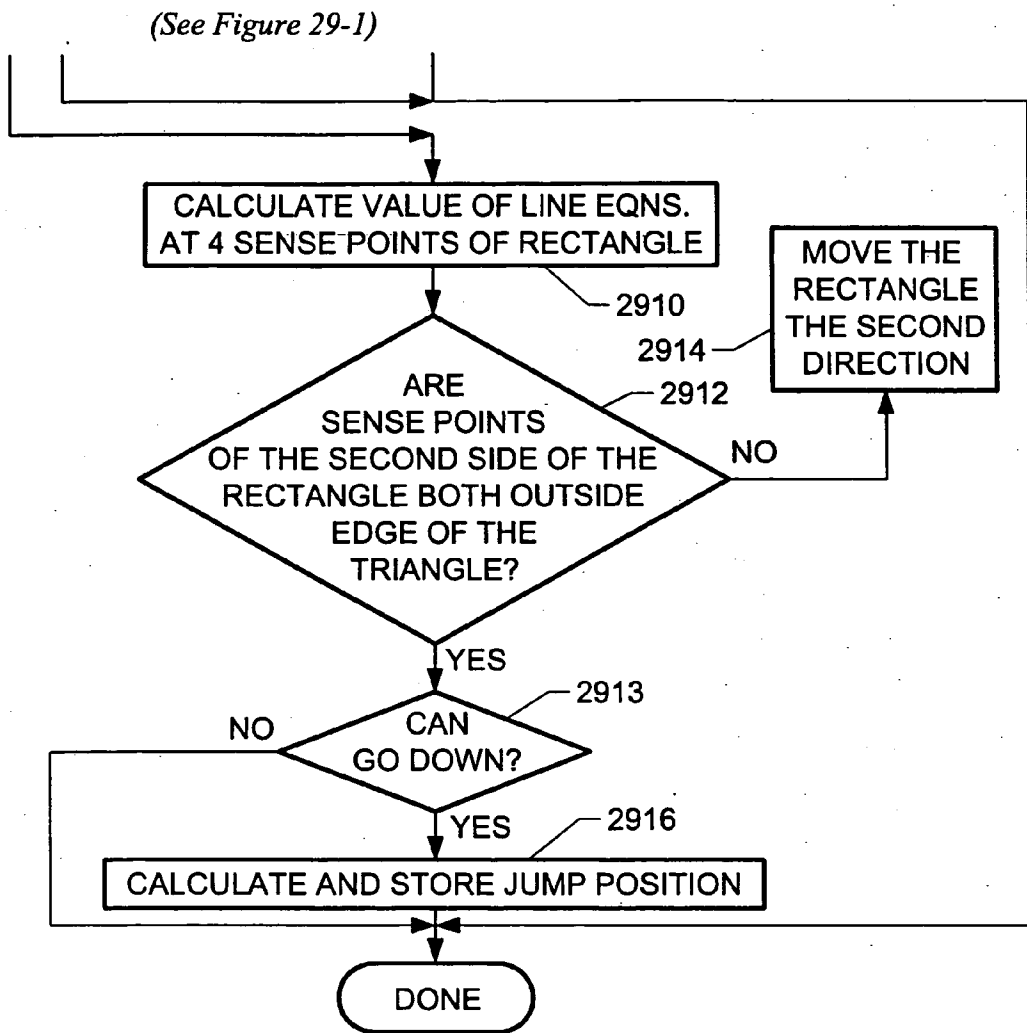 (See Figure 29-1)
CALCULATE VALUE OF LINE EQNS.
AT 4 SENSE POINTS OF RECTANGLE
2910
MOVE THE
RECTANGLE
THE SECOND
DIRECTION
2914
ARE
SENSE POINTS
OF THE SECOND SIDE OF THE
RECTANGLE BOTH OUTSIDE
EDGE OF THE
TRIANGLE?
2912
NO
YES
CAN
GO DOWN?
2913
NO
YES
2916
CALCULATE AND STORE JUMP POSITION
DONE